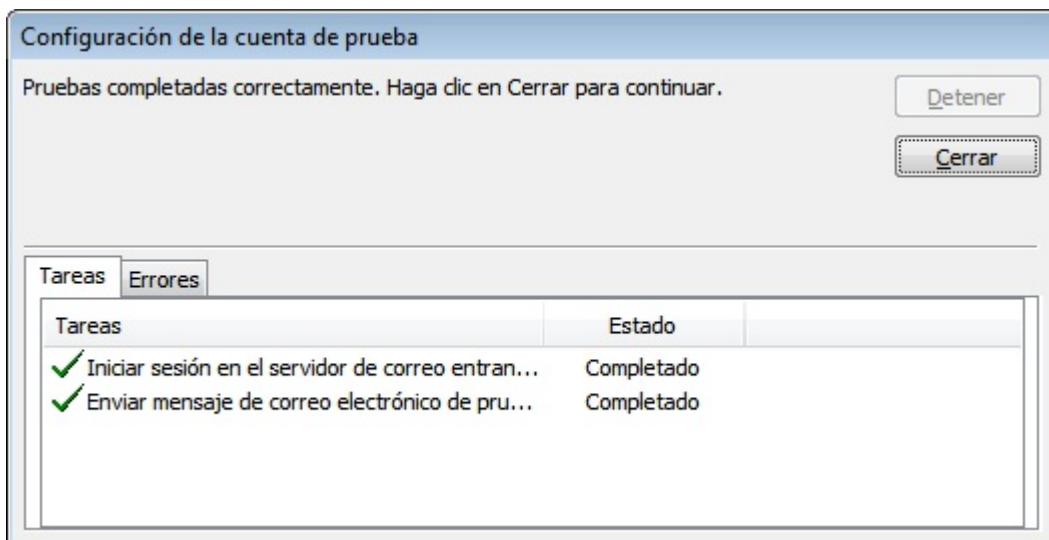 Configuración de la cuenta de prueba
Pruebas completadas correctamente. Haga clic en Cerrar para continuar.
Detener
Cerrar
Tareas Errores
Tareas Estado
Iniciar sesión en el servidor de correo entran... Completado
Enviar mensaje de correo electrónico de pru... Completado